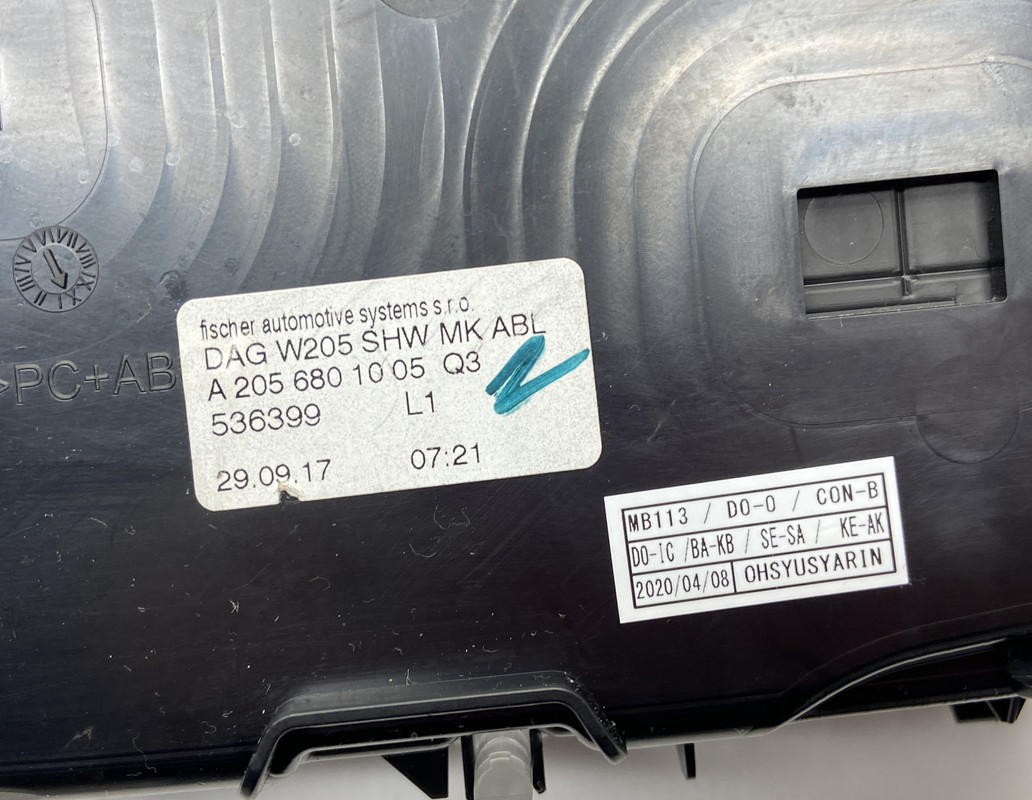 fischer automotive systems s.r.o.
DAG W205 SHW MK ABL
A 205 680 10 05 Q3
536399 L1
29.09.17 07:21
>PC+AB
MB113 / DO-O / CON-B
DO-IC /BA-KB / SE-SA / KE-AK
2020/04/08 OHSYUSYARIN